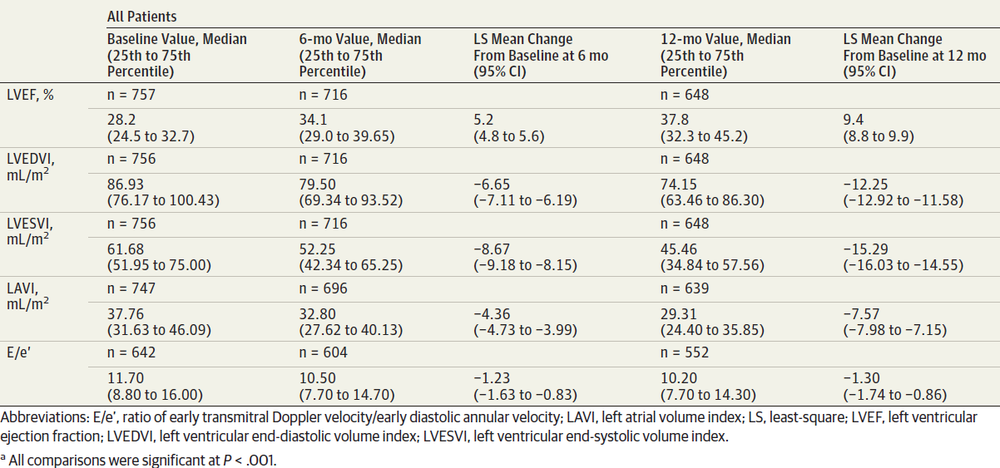 All Patients
Baseline Value, Median (25th to 75th Percentile) 6-mo Value, Median (25th to 75th Percentile) LS Mean Change From Baseline at 6 mo (95% CI) 12-mo Value, Median (25th to 75th Percentile) LS Mean Change From Baseline at 12 mo (95% CI)
LVEF, % n = 757 n = 716 n = 648
28.2 34.1 5.2 37.8 9.4
(24.5 to 32.7) (29.0 to 39.65) (4.8 to 5.6) (32.3 to 45.2) (8.8 to 9.9)
LVEDVI, mL/m² n = 756 n = 716 n = 648
86.93 79.50 −6.65 74.15 −12.25
(76.17 to 100.43) (69.34 to 93.52) (−7.11 to −6.19) (63.46 to 86.30) (−12.92 to −11.58)
LVESVI, mL/m² n = 756 n = 716 n = 648
61.68 52.25 −8.67 45.46 −15.29
(51.95 to 75.00) (42.34 to 65.25) (−9.18 to −8.15) (34.84 to 57.56) (−16.03 to −14.55)
LAVI, mL/m² n = 747 n = 696 n = 639
37.76 32.80 −4.36 29.31 −7.57
(31.63 to 46.09) (27.62 to 40.13) (−4.73 to −3.99) (24.40 to 35.85) (−7.98 to −7.15)
E/e′ n = 642 n = 604 n = 552
11.70 10.50 −1.23 10.20 −1.30
(8.80 to 16.00) (7.70 to 14.70) (−1.63 to −0.83) (7.70 to 14.30) (−1.74 to −0.86)
Abbreviations: E/e′, ratio of early transmitral Doppler velocity/early diastolic annular velocity; LAVI, left atrial volume index; LS, least-square; LVEF, left ventricular
ejection fraction; LVEDVI, left ventricular end-diastolic volume index; LVESVI, left ventricular end-systolic volume index.
ᵃ All comparisons were significant at P < .001.